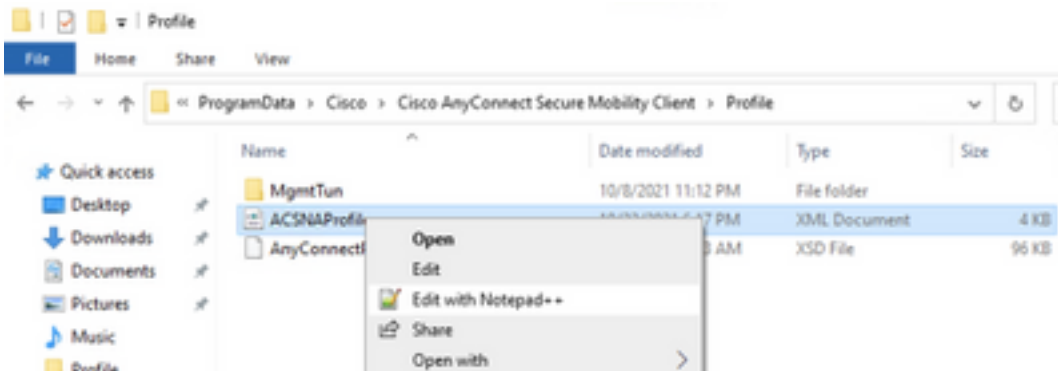 Profile
File Home Share View
« ProgramData › Cisco › Cisco AnyConnect Secure Mobility Client › Profile
Name Date modified Type Size
Quick access
Desktop
Downloads
Documents
Pictures
Music
Profile
MgmtTun 10/8/2021 11:12 PM File folder
ACSNAProfile PM XML Document 4 KB
AnyConnect AM XSD File 96 KB
Open
Edit
Edit with Notepad++
Share
Open with